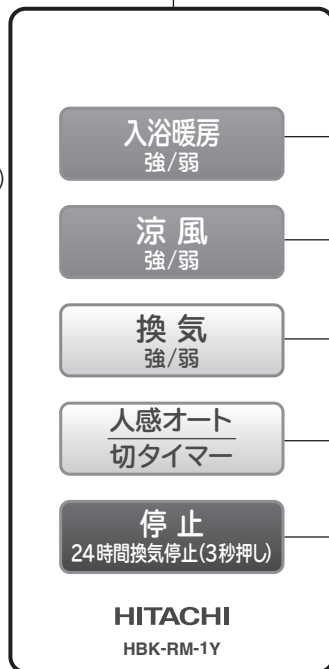 入浴暖房
強/弱
涼風
強/弱
換気
強/弱
人感オート
切タイマー
停止
24時間換気停止(3秒押し)
HITACHI
HBK-RM-1Y